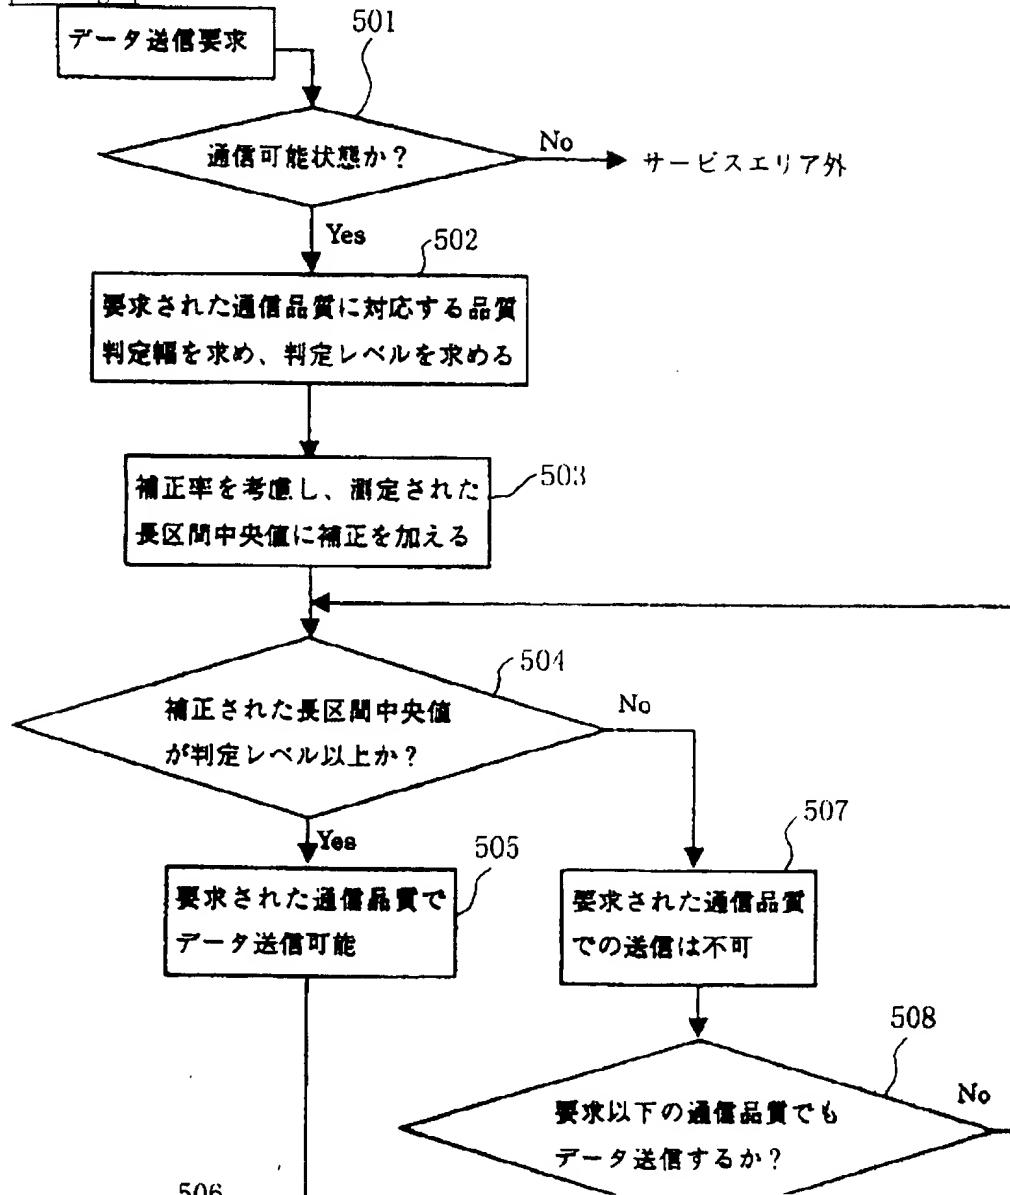 データ送信要求
501
通信可能状態か？
No
サービスエリア外
Yes
502
要求された通信品質に対応する品質
判定幅を求め、判定レベルを求める
503
補正率を考慮し、測定された
長区間中央値に補正を加える
504
補正された長区間中央値
が判定レベル以上か？
No
Yes
505
要求された通信品質で
データ送信可能
507
要求された通信品質
での送信は不可
508
要求以下の通信品質でも
データ送信するか？
No
506